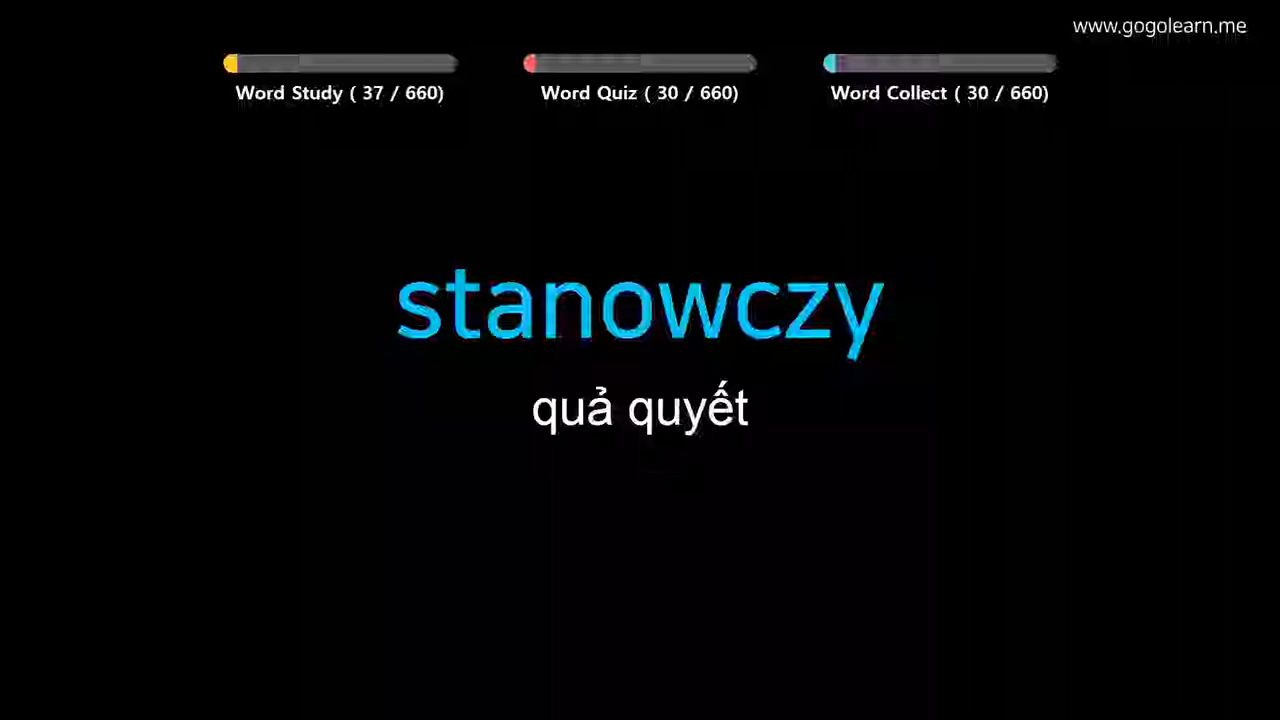 www.gogolearn.me
Word Study ( 37 / 660)
Word Quiz ( 30 / 660)
Word Collect ( 30 / 660)
stanowczy
quả quyết